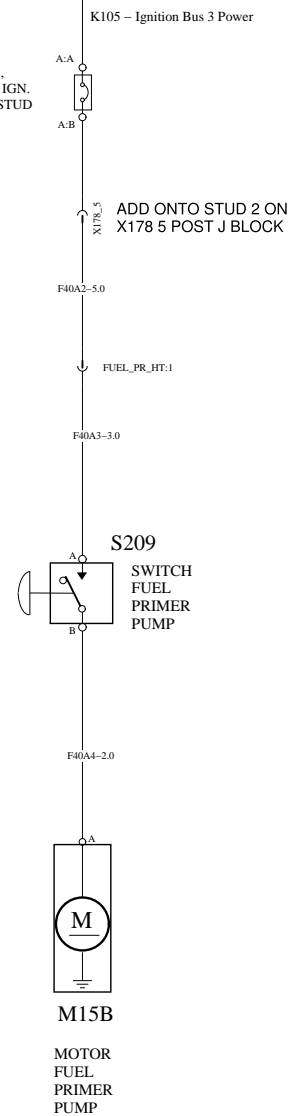 K105 – Ignition Bus 3 Power
A:A
,
IGN.
STUD
A:B
X178_5
ADD ONTO STUD 2 ON
X178 5 POST J BLOCK
F40A2–5.0
FUEL_PR_HT:1
F40A3–3.0
S209
A
SWITCH
FUEL
PRIMER
PUMP
B
F40A4–2.0
A
M
M15B
MOTOR
FUEL
PRIMER
PUMP